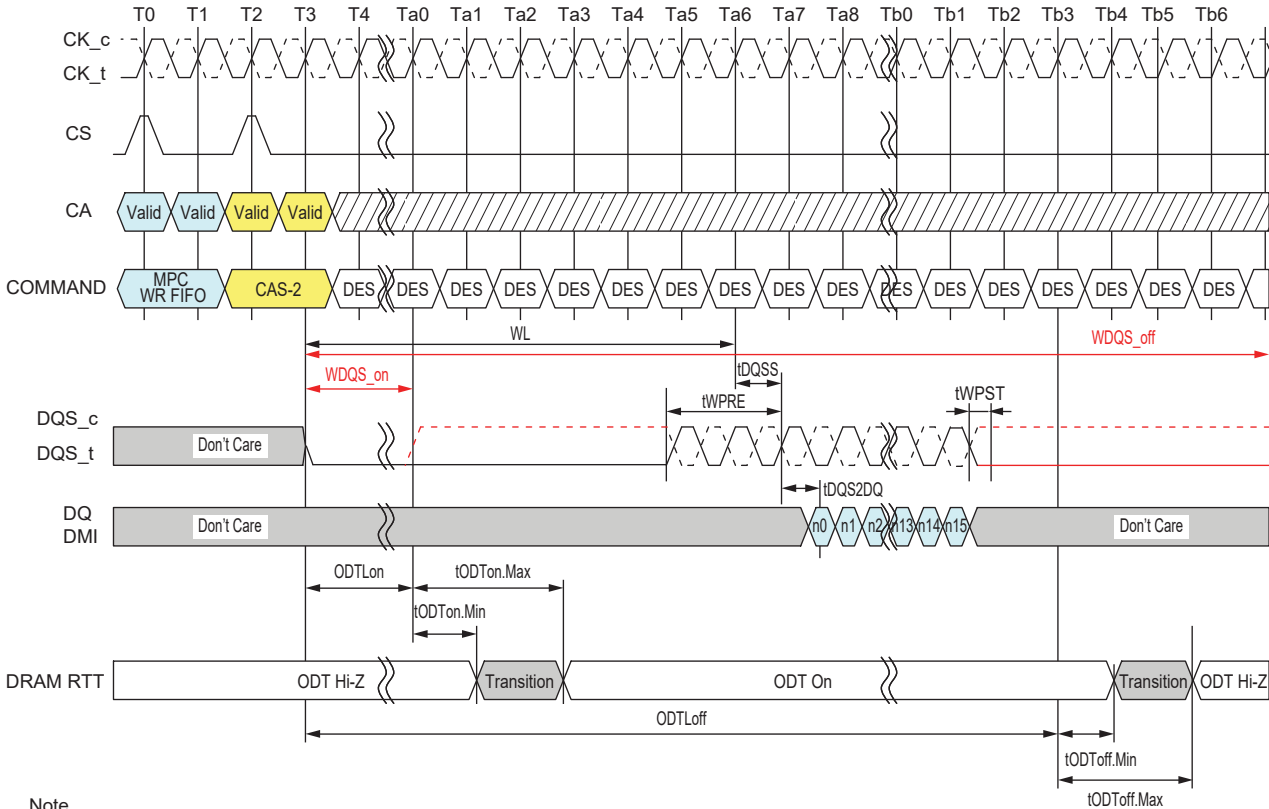 T0 T1 T2 T3 T4 Ta0 Ta1 Ta2 Ta3 Ta4 Ta5 Ta6 Ta7 Ta8 Tb0 Tb1 Tb2 Tb3 Tb4 Tb5 Tb6
CK_c
CK_t
CS
CA Valid Valid Valid Valid
COMMAND MPC WR FIFO CAS-2 DES DES DES DES DES DES DES DES DES DES DES DES DES DES DES DES DES
WL
WDQS_off
WDQS_on
tDQSS
tWPRE
tWPST
DQS_c
DQS_t
Don't Care
tDQS2DQ
DQ
DMI
Don't Care n0 n1 n2 n13 n14 n15 Don't Care
ODTLon tODTon.Max
tODTon.Min
DRAM RTT ODT Hi-Z Transition ODT On Transition ODT Hi-Z
ODTLoff
tODToff.Min
tODToff.Max
Note